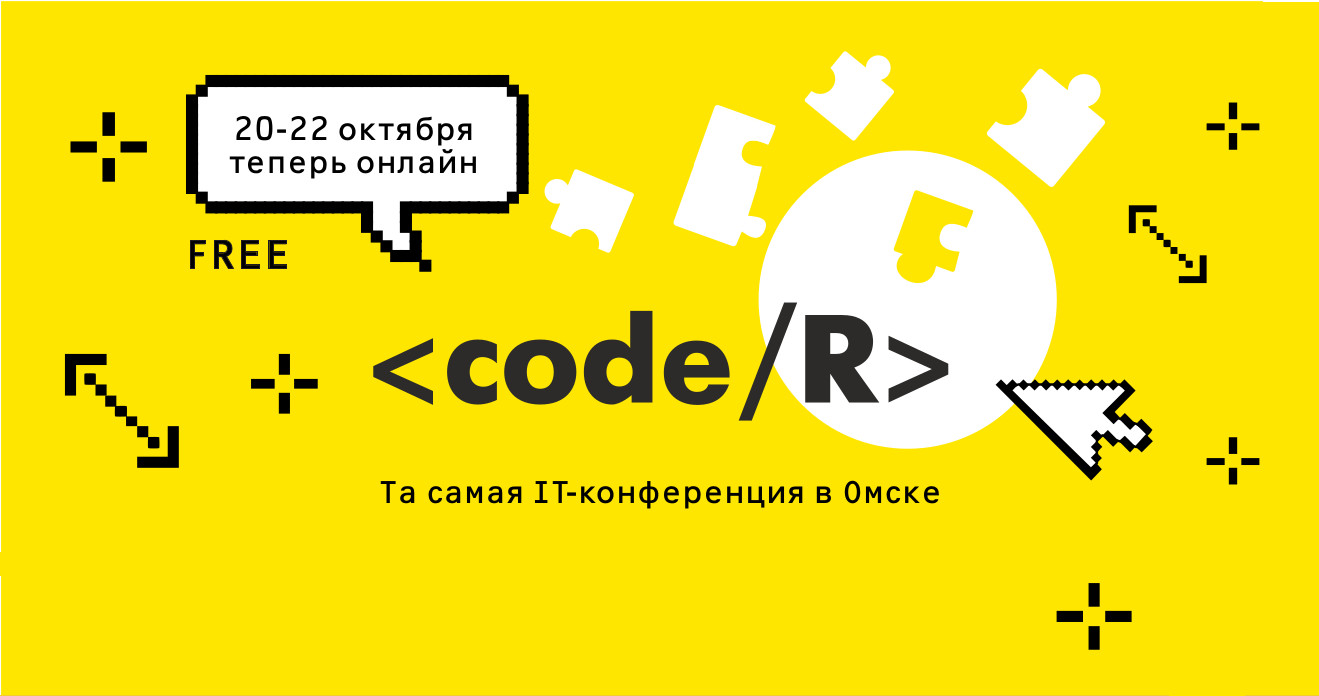 20-22 октября
теперь онлайн
FREE
<code/R>
Та самая IT-конференция в Омске